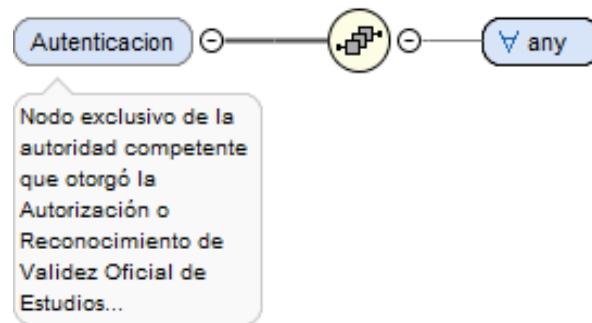 Autenticacion
∀ any
Nodo exclusivo de la
autoridad competente
que otorgó la
Autorización o
Reconocimiento de
Validez Oficial de
Estudios...